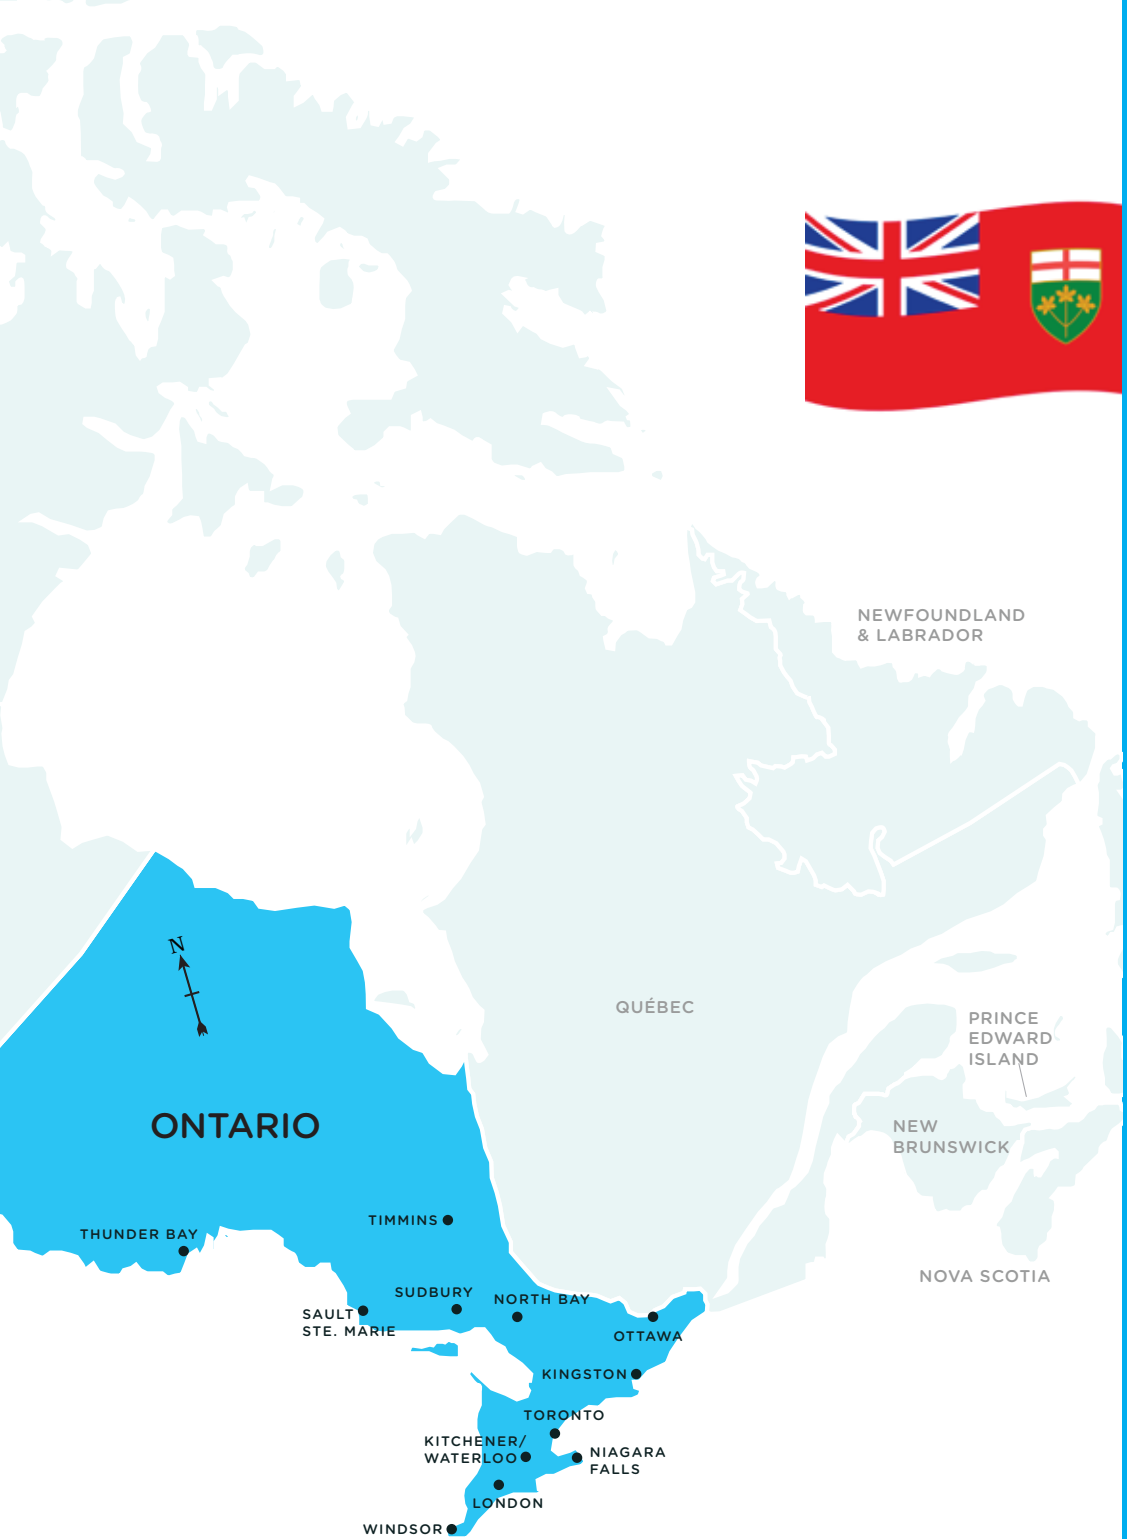 NEWFOUNDLAND
& LABRADOR
N
QUÉBEC
PRINCE
EDWARD
ISLAND
ONTARIO
NEW
BRUNSWICK
TIMMINS
THUNDER BAY
NOVA SCOTIA
SUDBURY
NORTH BAY
SAULT
STE. MARIE
OTTAWA
KINGSTON
TORONTO
KITCHENER/
WATERLOO
NIAGARA
FALLS
LONDON
WINDSOR